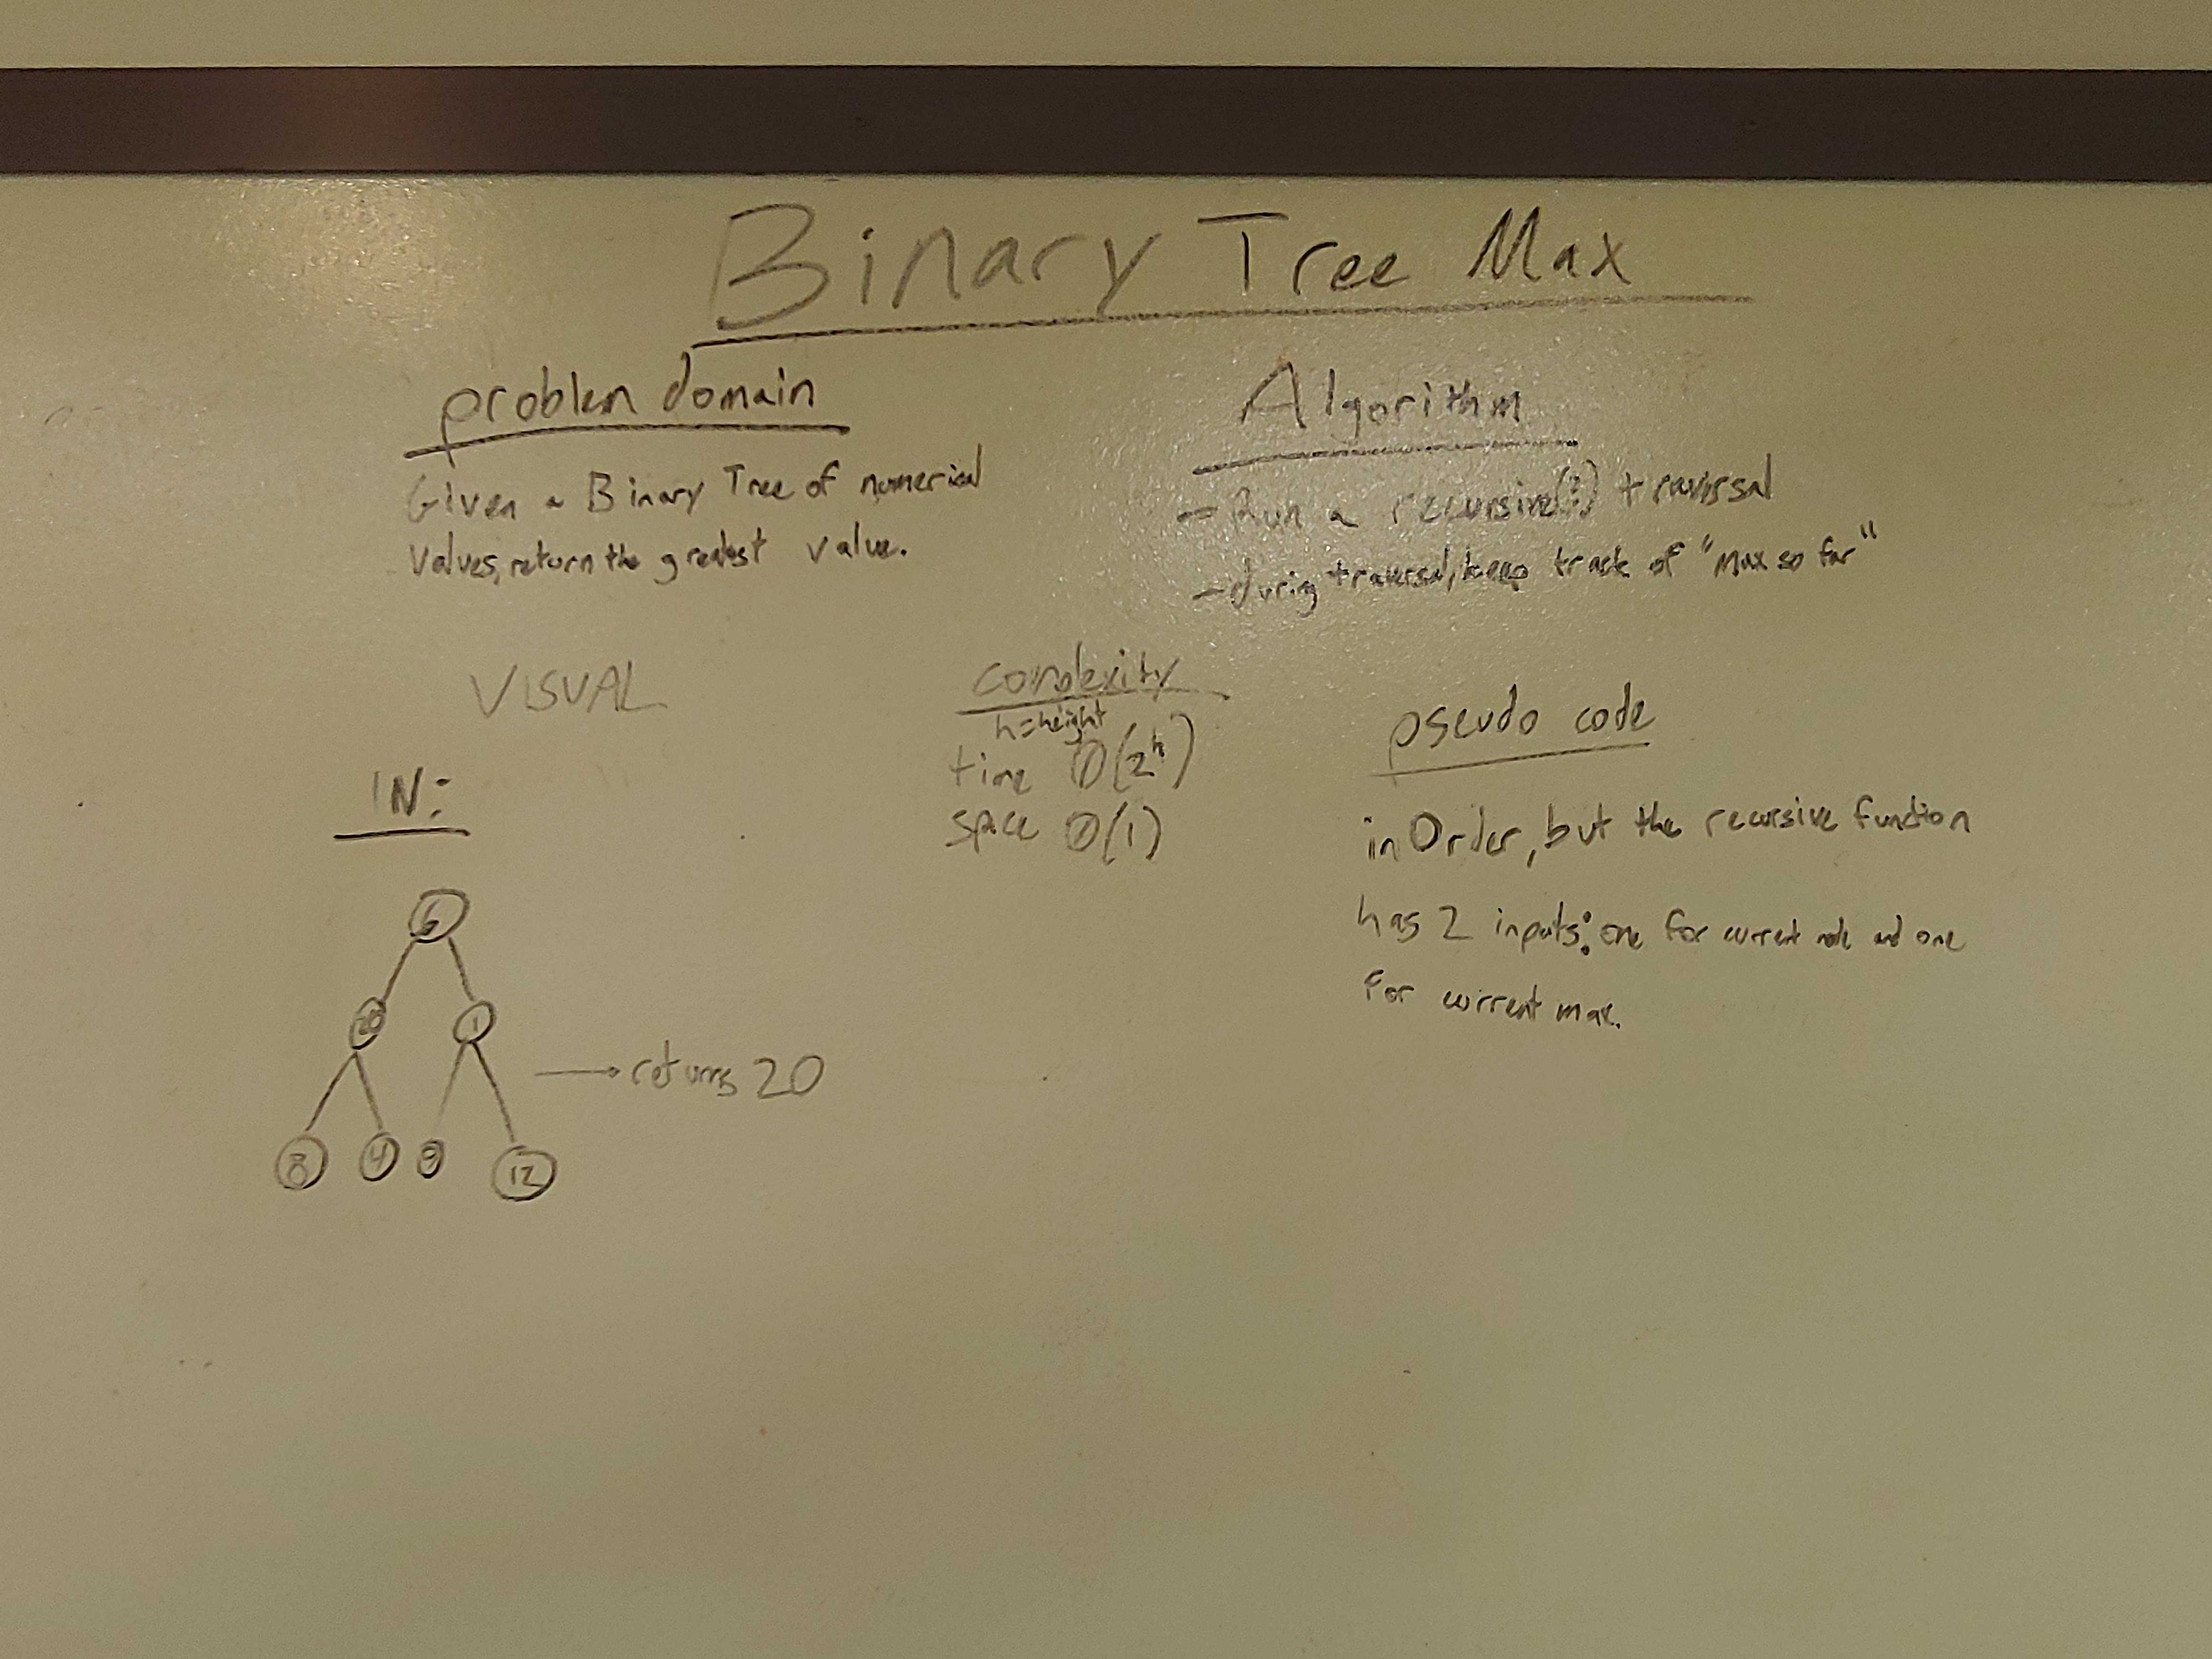 Binary Tree Max
problem domain
Given a Binary Tree of numerical
values, return the greatest value.
Algorithm
- Run a recursive(?) traversal
- during traversal, keep track of "max so far"
VISUAL
IN:
6
20 1
8 4 9 12
→ returns 20
complexity
h=height
time O(2^h)
space O(1)
pseudo code
in Order, but the recursive function
has 2 inputs: one for current node and one
for current max.